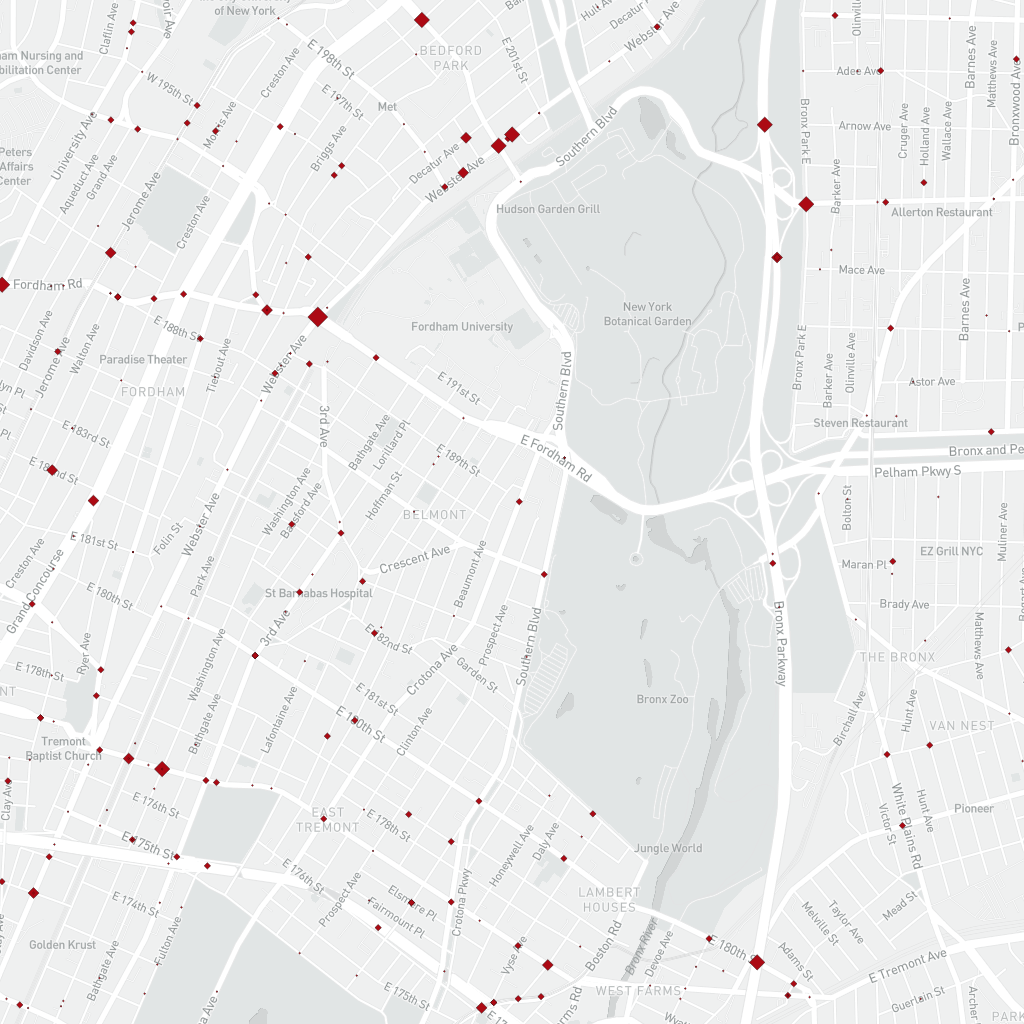 of New York
Claflin Ave
BEDFORD
PARK
Decatur Ave
Webster Ave
E 201st St
E 198th St
Creston Ave
W 195th St
E 197th St
Met
Morris Ave
Briggs Ave
University Ave
Aqueduct Ave
Grand Ave
Jerome Ave
Creston Ave
Decatur Ave
Webster Ave
Southern Blvd
Hudson Garden Grill
Olinville
Adee Ave
Arnow Ave
Bronx Park E
Barker Ave
Cruger Ave
Holland Ave
Wallace Ave
Barnes Ave
Matthews Ave
Bronxwood Ave
Allerton Restaurant
Mace Ave
Peters
Affairs
Center
Fordham Rd
E 188th St
Davidson Ave
Walton Ave
Jerome Ave
Paradise Theater
FORDHAM
Tiebout Ave
Webster Ave
Fordham University
New York
Botanical Garden
Bronx Park E
Barker Ave
Olinville Ave
Barnes Ave
Astor Ave
Steven Restaurant
Bronx and Pe
Pelham Pkwy S
E 191st St
Southern Blvd
E Fordham Rd
3rd Ave
Bathgate Ave
Lorillard Pl
Hoffman St
E 189th St
BELMONT
E 183rd St
E 182nd St
E 181st St
E 180th St
Creston Ave
Grand Concourse
Folin St
Webster Ave
Park Ave
Washington Ave
Bassford Ave
Crescent Ave
St Barnabas Hospital
Beaumont Ave
Prospect Ave
Southern Blvd
E 182nd St
Garden St
Crotona Ave
3rd Ave
Washington Ave
Bathgate Ave
Lafontaine Ave
E 181st St
E 180th St
Clinton Ave
Ryer Ave
E 178th St
Tremont
Baptist Church
Bolton St
Maran Pl
EZ Grill NYC
Muliner Ave
Brady Ave
Matthews Ave
THE BRONX
Bronx Parkway
Bronx Zoo
Birchall Ave
Hunt Ave
VAN NEST
White Plains Rd
Victor St
Hunt Ave
Pioneer
Clay Ave
E 176th St
E 175th St
E 174th St
EAST
TREMONT
E 178th St
E 176th St
Honeywell Ave
Daly Ave
Jungle World
LAMBERT
HOUSES
Elsmere Pl
Fairmount Pl
Prospect Ave
Crotona Pkwy
Vyse Ave
Boston Rd
Bronx River
Devoe Ave
E 180th S
Adams St
Melville St
Taylor Ave
Mead St
E Tremont Ave
Guerlain St
WEST FARMS
Golden Krust
Bathgate Ave
Fulton Ave
E 175th St
PARK